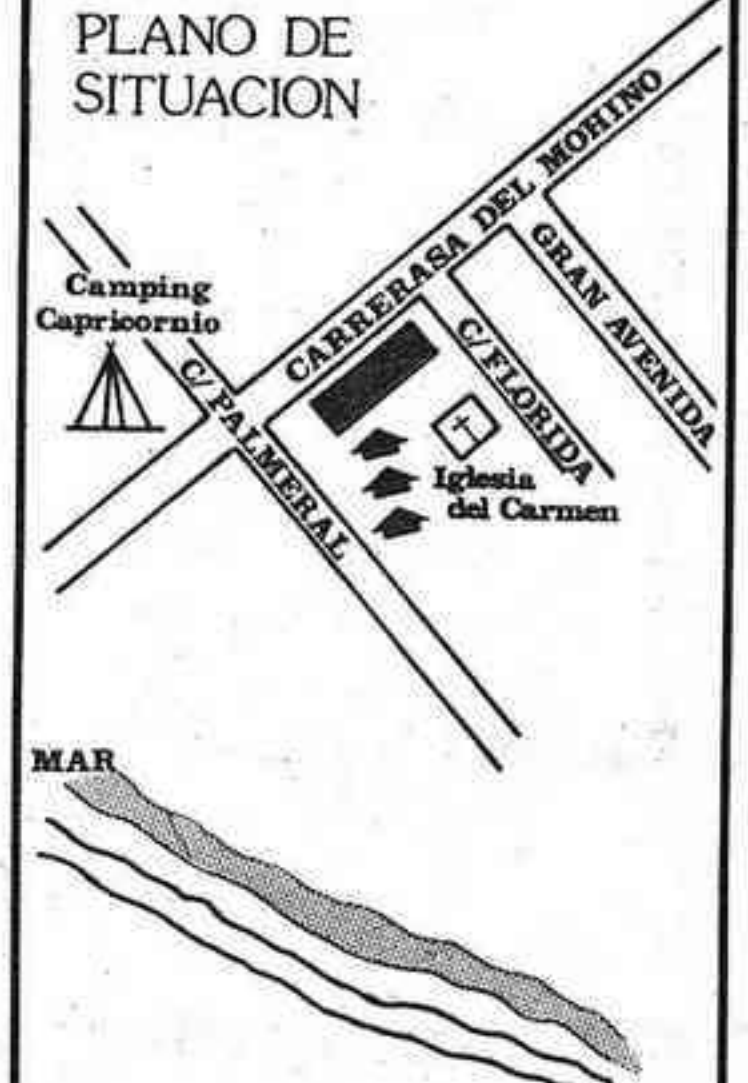 PLANO DE
SITUACION
CARRERASA DEL MOHINO
GRAN AVENIDA
Camping
Capricornio
C/PALMERAL
C/FLORIDA
Iglesia
del Carmen
MAR